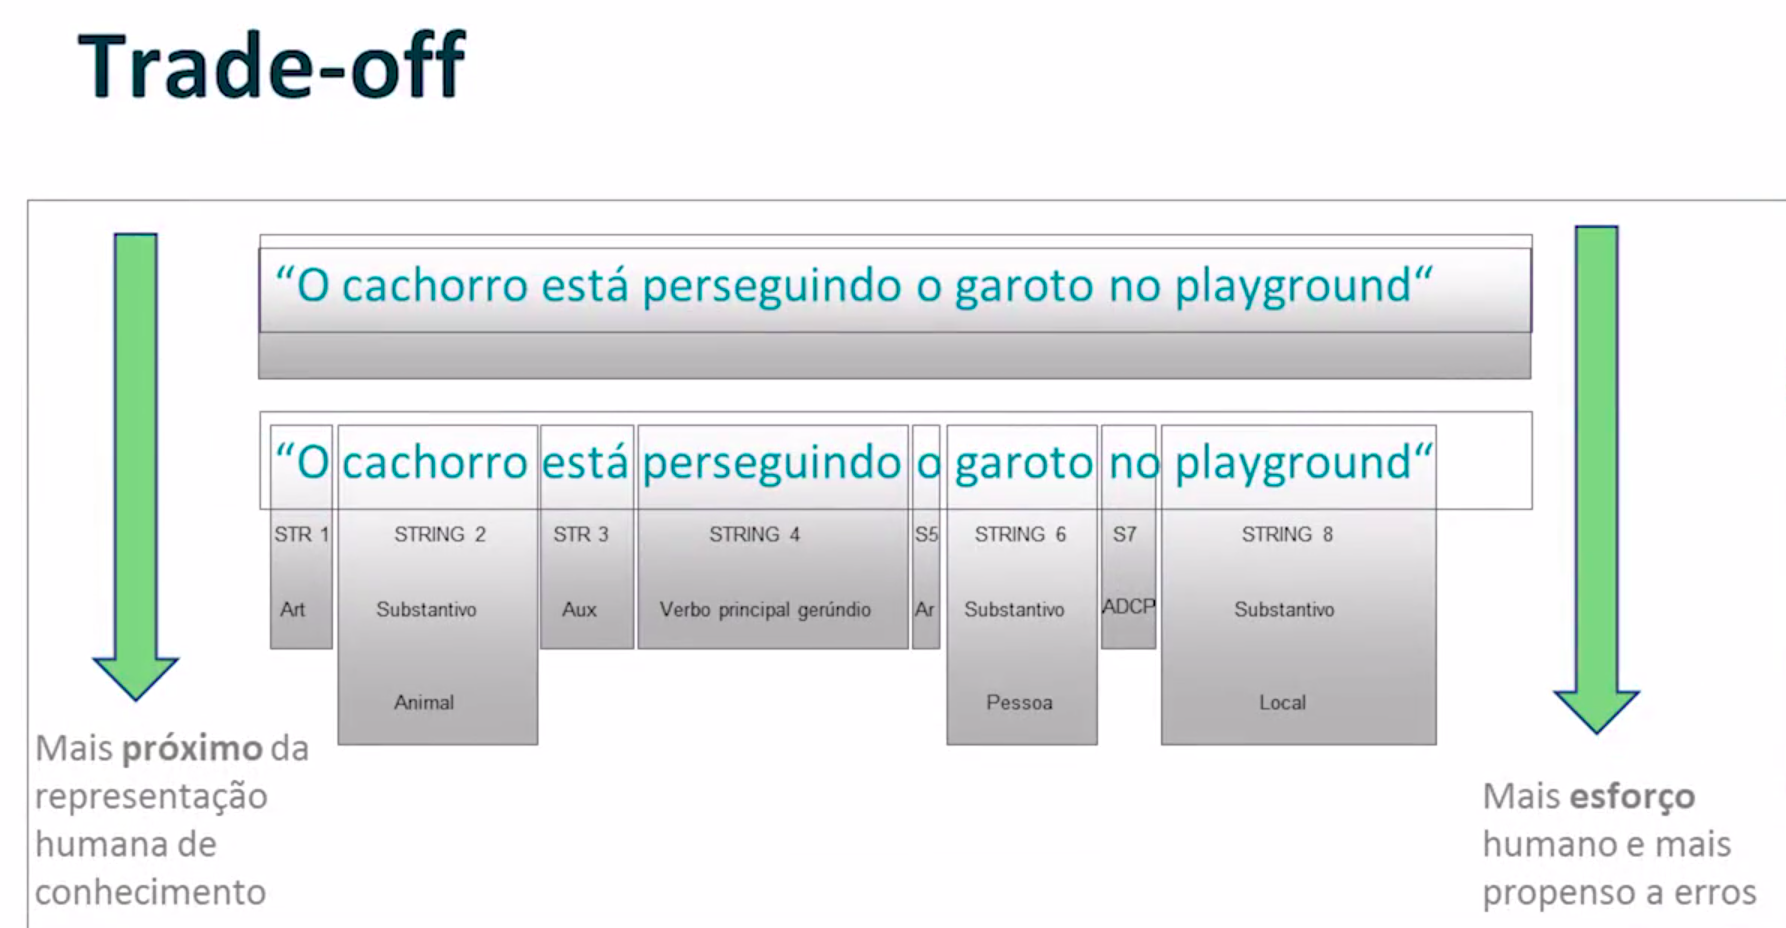 Trade-off
“O cachorro está perseguindo o garoto no playground“
“O cachorro está perseguindo o garoto no playground“
STR 1 STRING 2 STR 3 STRING 4 S5 STRING 6 S7 STRING 8
Art Substantivo Aux Verbo principal gerúndio Ar Substantivo ADCP Substantivo
Animal Pessoa Local
Mais próximo da
representação
humana de
conhecimento
Mais esforço
humano e mais
propenso a erros